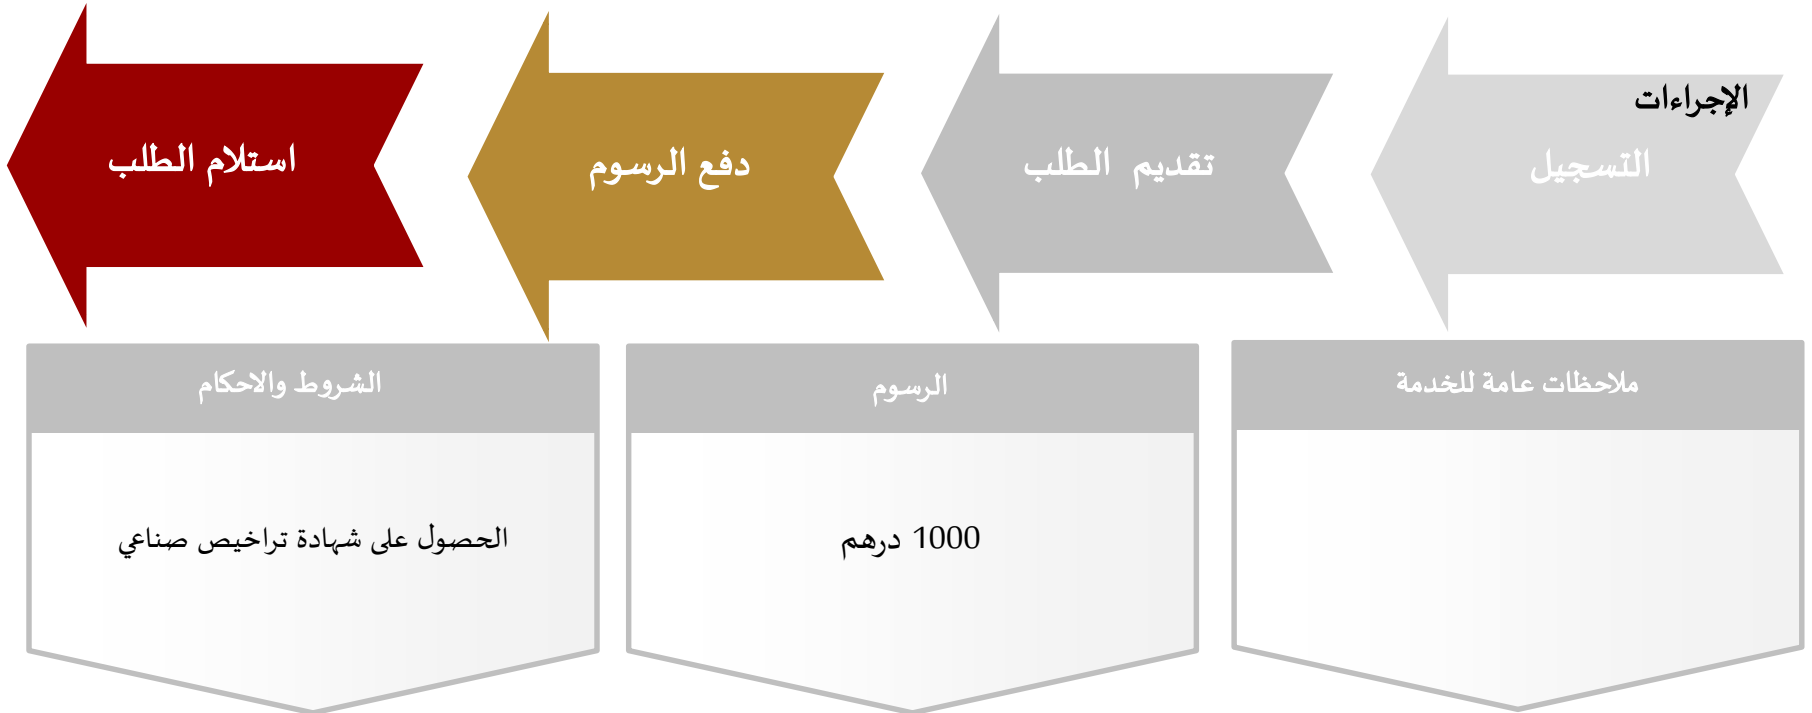 الإجراءات
التسجيل
تقديم الطلب
دفع الرسوم
استلام الطلب
ملاحظات عامة للخدمة
الرسوم
1000 درهم
الشروط والاحكام
الحصول على شهادة تراخيص صناعي